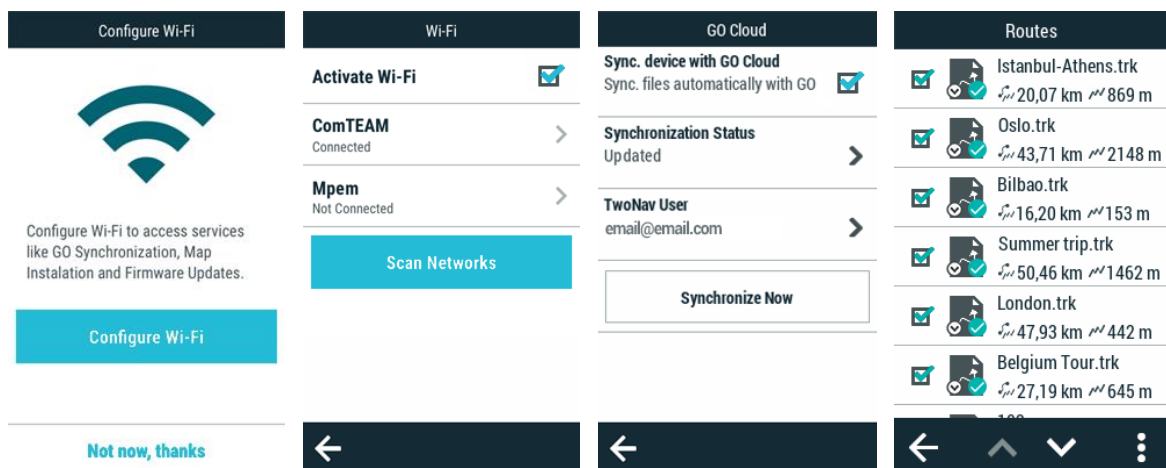 Configure Wi-Fi
Configure Wi-Fi to access services
like GO Synchronization, Map
Instalation and Firmware Updates.
Configure Wi-Fi
Not now, thanks
Wi-Fi
Activate Wi-Fi
ComTEAM
Connected
Mpem
Not Connected
Scan Networks
GO Cloud
Sync. device with GO Cloud
Sync. files automatically with GO
Synchronization Status
Updated
TwoNav User
email@email.com
Synchronize Now
Routes
Istanbul-Athens.trk
20,07 km 869 m
Oslo.trk
43,71 km 2148 m
Bilbao.trk
16,20 km 153 m
Summer trip.trk
50,46 km 1462 m
London.trk
47,93 km 442 m
Belgium Tour.trk
27,19 km 645 m